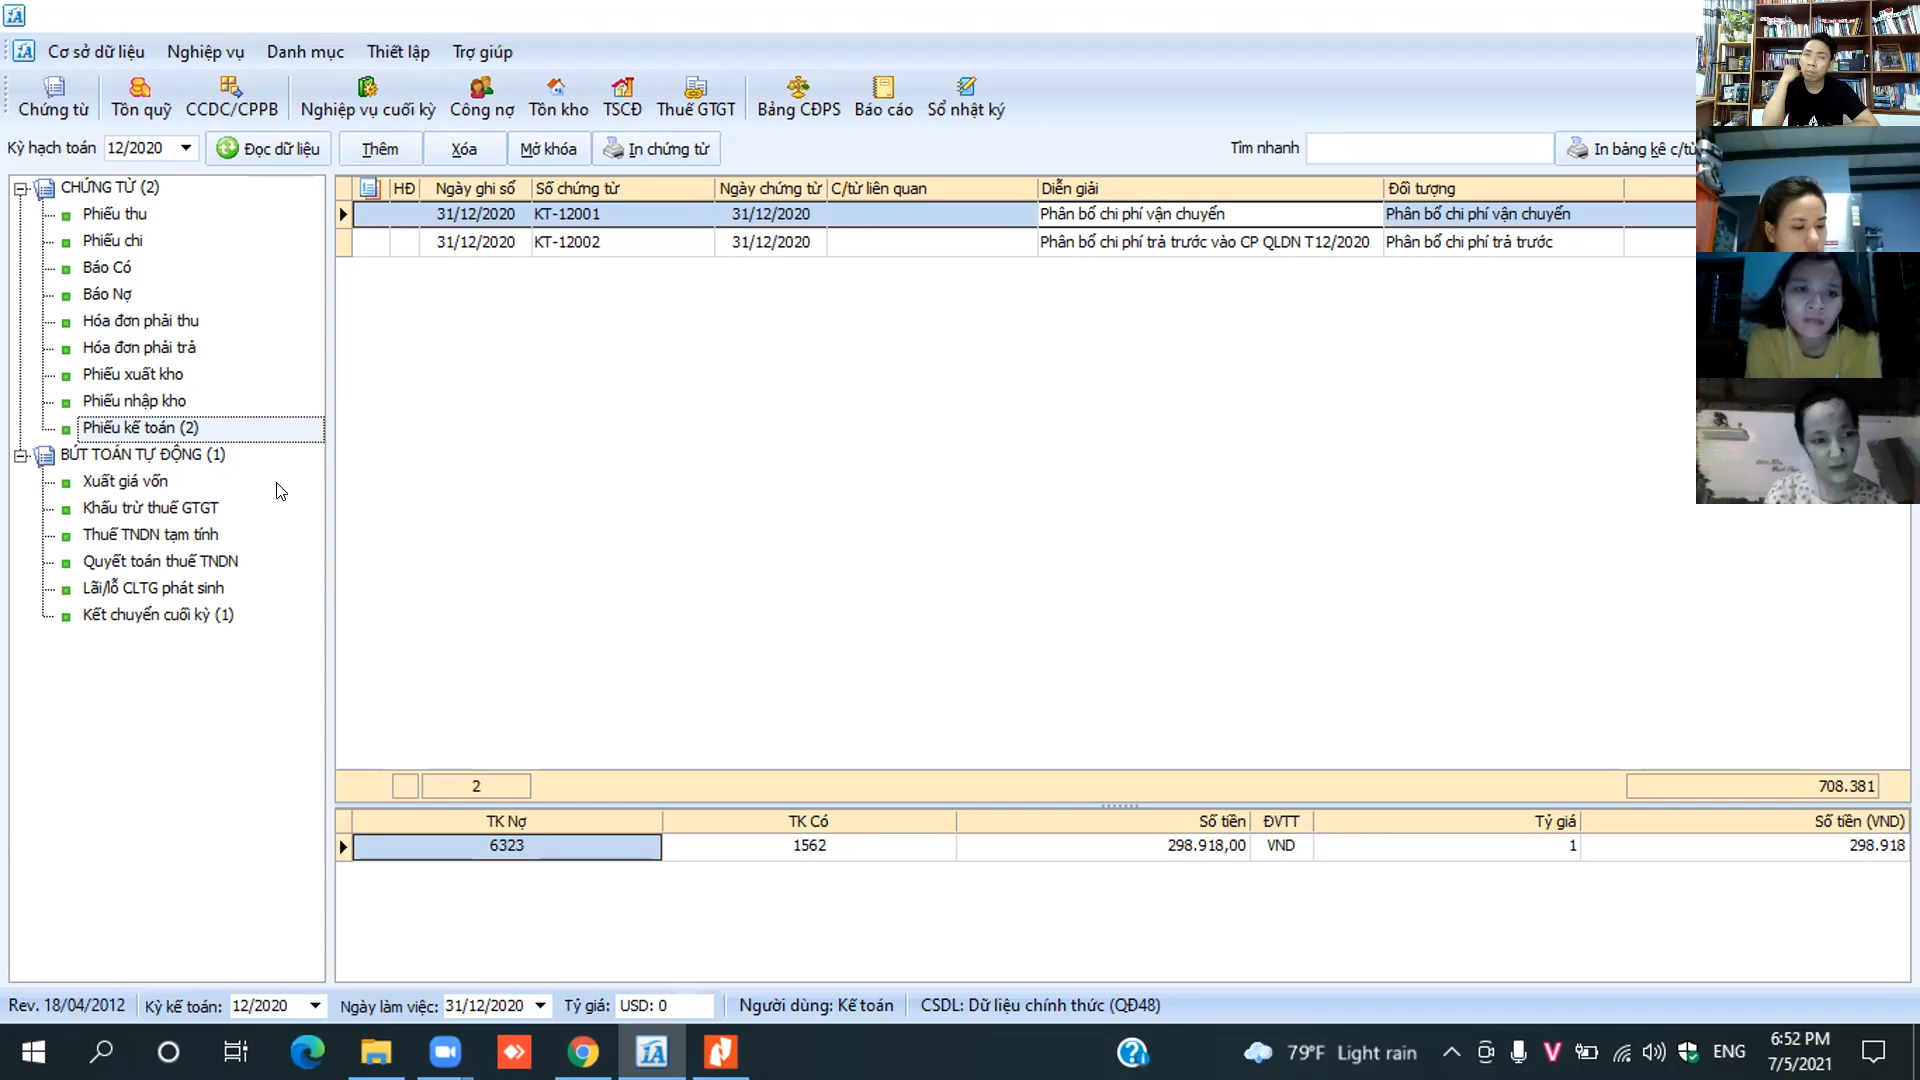 Cơ sở dữ liệu Nghiệp vụ Danh mục Thiết lập Trợ giúp
Chứng từ Tồn quỹ CCDC/CPPB Nghiệp vụ cuối kỳ Công nợ Tồn kho TSCĐ Thuế GTGT Bảng CĐPS Báo cáo Sổ nhật ký
Kỳ hạch toán 12/2020 Đọc dữ liệu Thêm Xóa Mở khóa In chứng từ Tìm nhanh In bảng kê c/từ
CHỨNG TỪ (2)
Phiếu thu
Phiếu chi
Báo Có
Báo Nợ
Hóa đơn phải thu
Hóa đơn phải trả
Phiếu xuất kho
Phiếu nhập kho
Phiếu kế toán (2)
BÚT TOÁN TỰ ĐỘNG (1)
Xuất giá vốn
Khấu trừ thuế GTGT
Thuế TNDN tạm tính
Quyết toán thuế TNDN
Lãi/lỗ CLTG phát sinh
Kết chuyển cuối kỳ (1)
HĐ Ngày ghi sổ Số chứng từ Ngày chứng từ C/từ liên quan Diễn giải Đối tượng
31/12/2020 KT-12001 31/12/2020 Phân bổ chi phí vận chuyển Phân bổ chi phí vận chuyển
31/12/2020 KT-12002 31/12/2020 Phân bổ chi phí trả trước vào CP QLDN T12/2020 Phân bổ chi phí trả trước
2 708.381
TK Nợ TK Có Số tiền ĐVTT Tỷ giá Số tiền (VND)
6323 1562 298.918,00 VND 1 298.918
Rev. 18/04/2012 Kỳ kế toán: 12/2020 Ngày làm việc: 31/12/2020 Tỷ giá: USD: 0 Người dùng: Kế toán CSDL: Dữ liệu chính thức (QĐ48)
79°F Light rain ENG 6:52 PM
7/5/2021